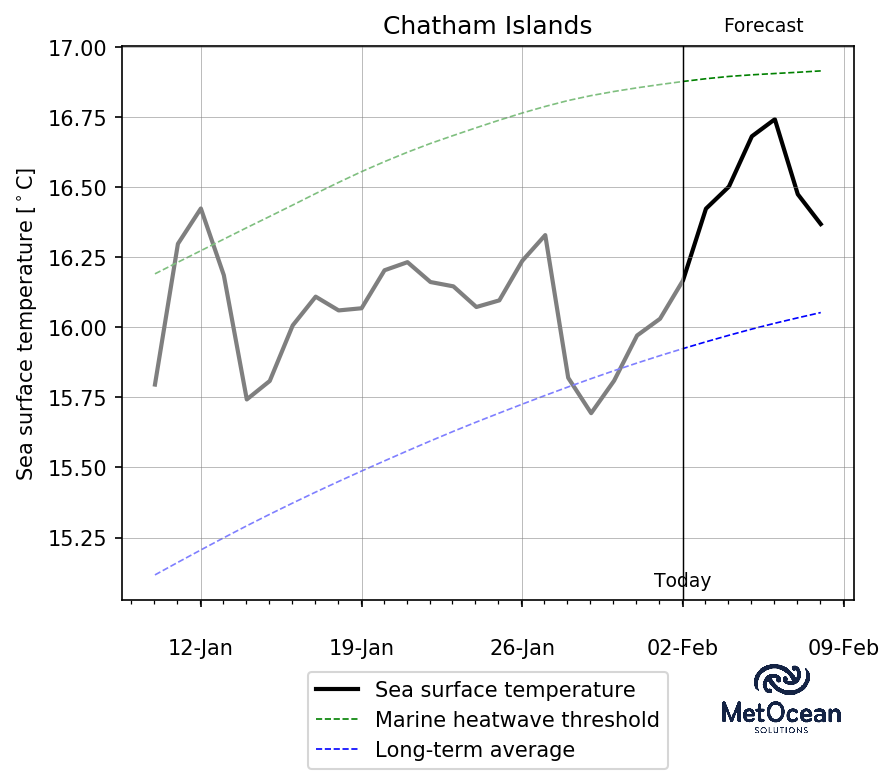 Chatham Islands
Forecast
17.00
16.75
16.50
16.25
16.00
15.75
15.50
15.25
Sea surface temperature [ ° C]
Today
12-Jan
19-Jan
26-Jan
02-Feb
09-Feb
Sea surface temperature
Marine heatwave threshold
Long-term average
MetOcean
SOLUTIONS